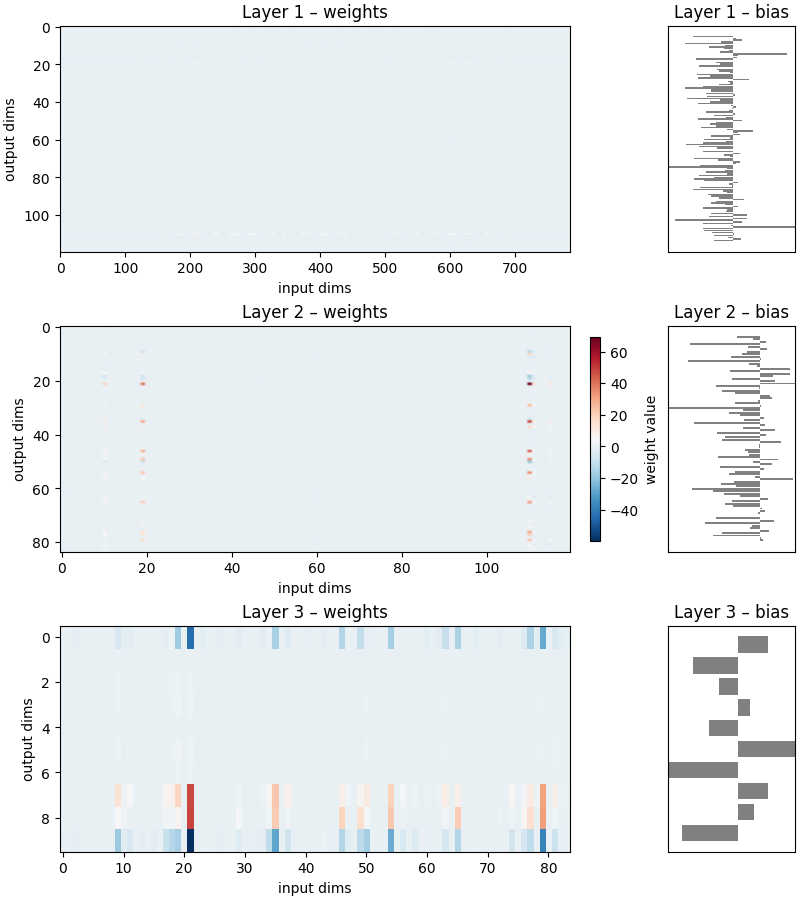 Layer 1 – weights
Layer 1 – bias
0
20
40
60
80
100
output dims
0 100 200 300 400 500 600 700
input dims
Layer 2 – weights
Layer 2 – bias
0
20
40
60
80
output dims
0 20 40 60 80 100
input dims
60
40
20
0
−20
−40
weight value
Layer 3 – weights
Layer 3 – bias
0
2
4
6
8
output dims
0 10 20 30 40 50 60 70 80
input dims